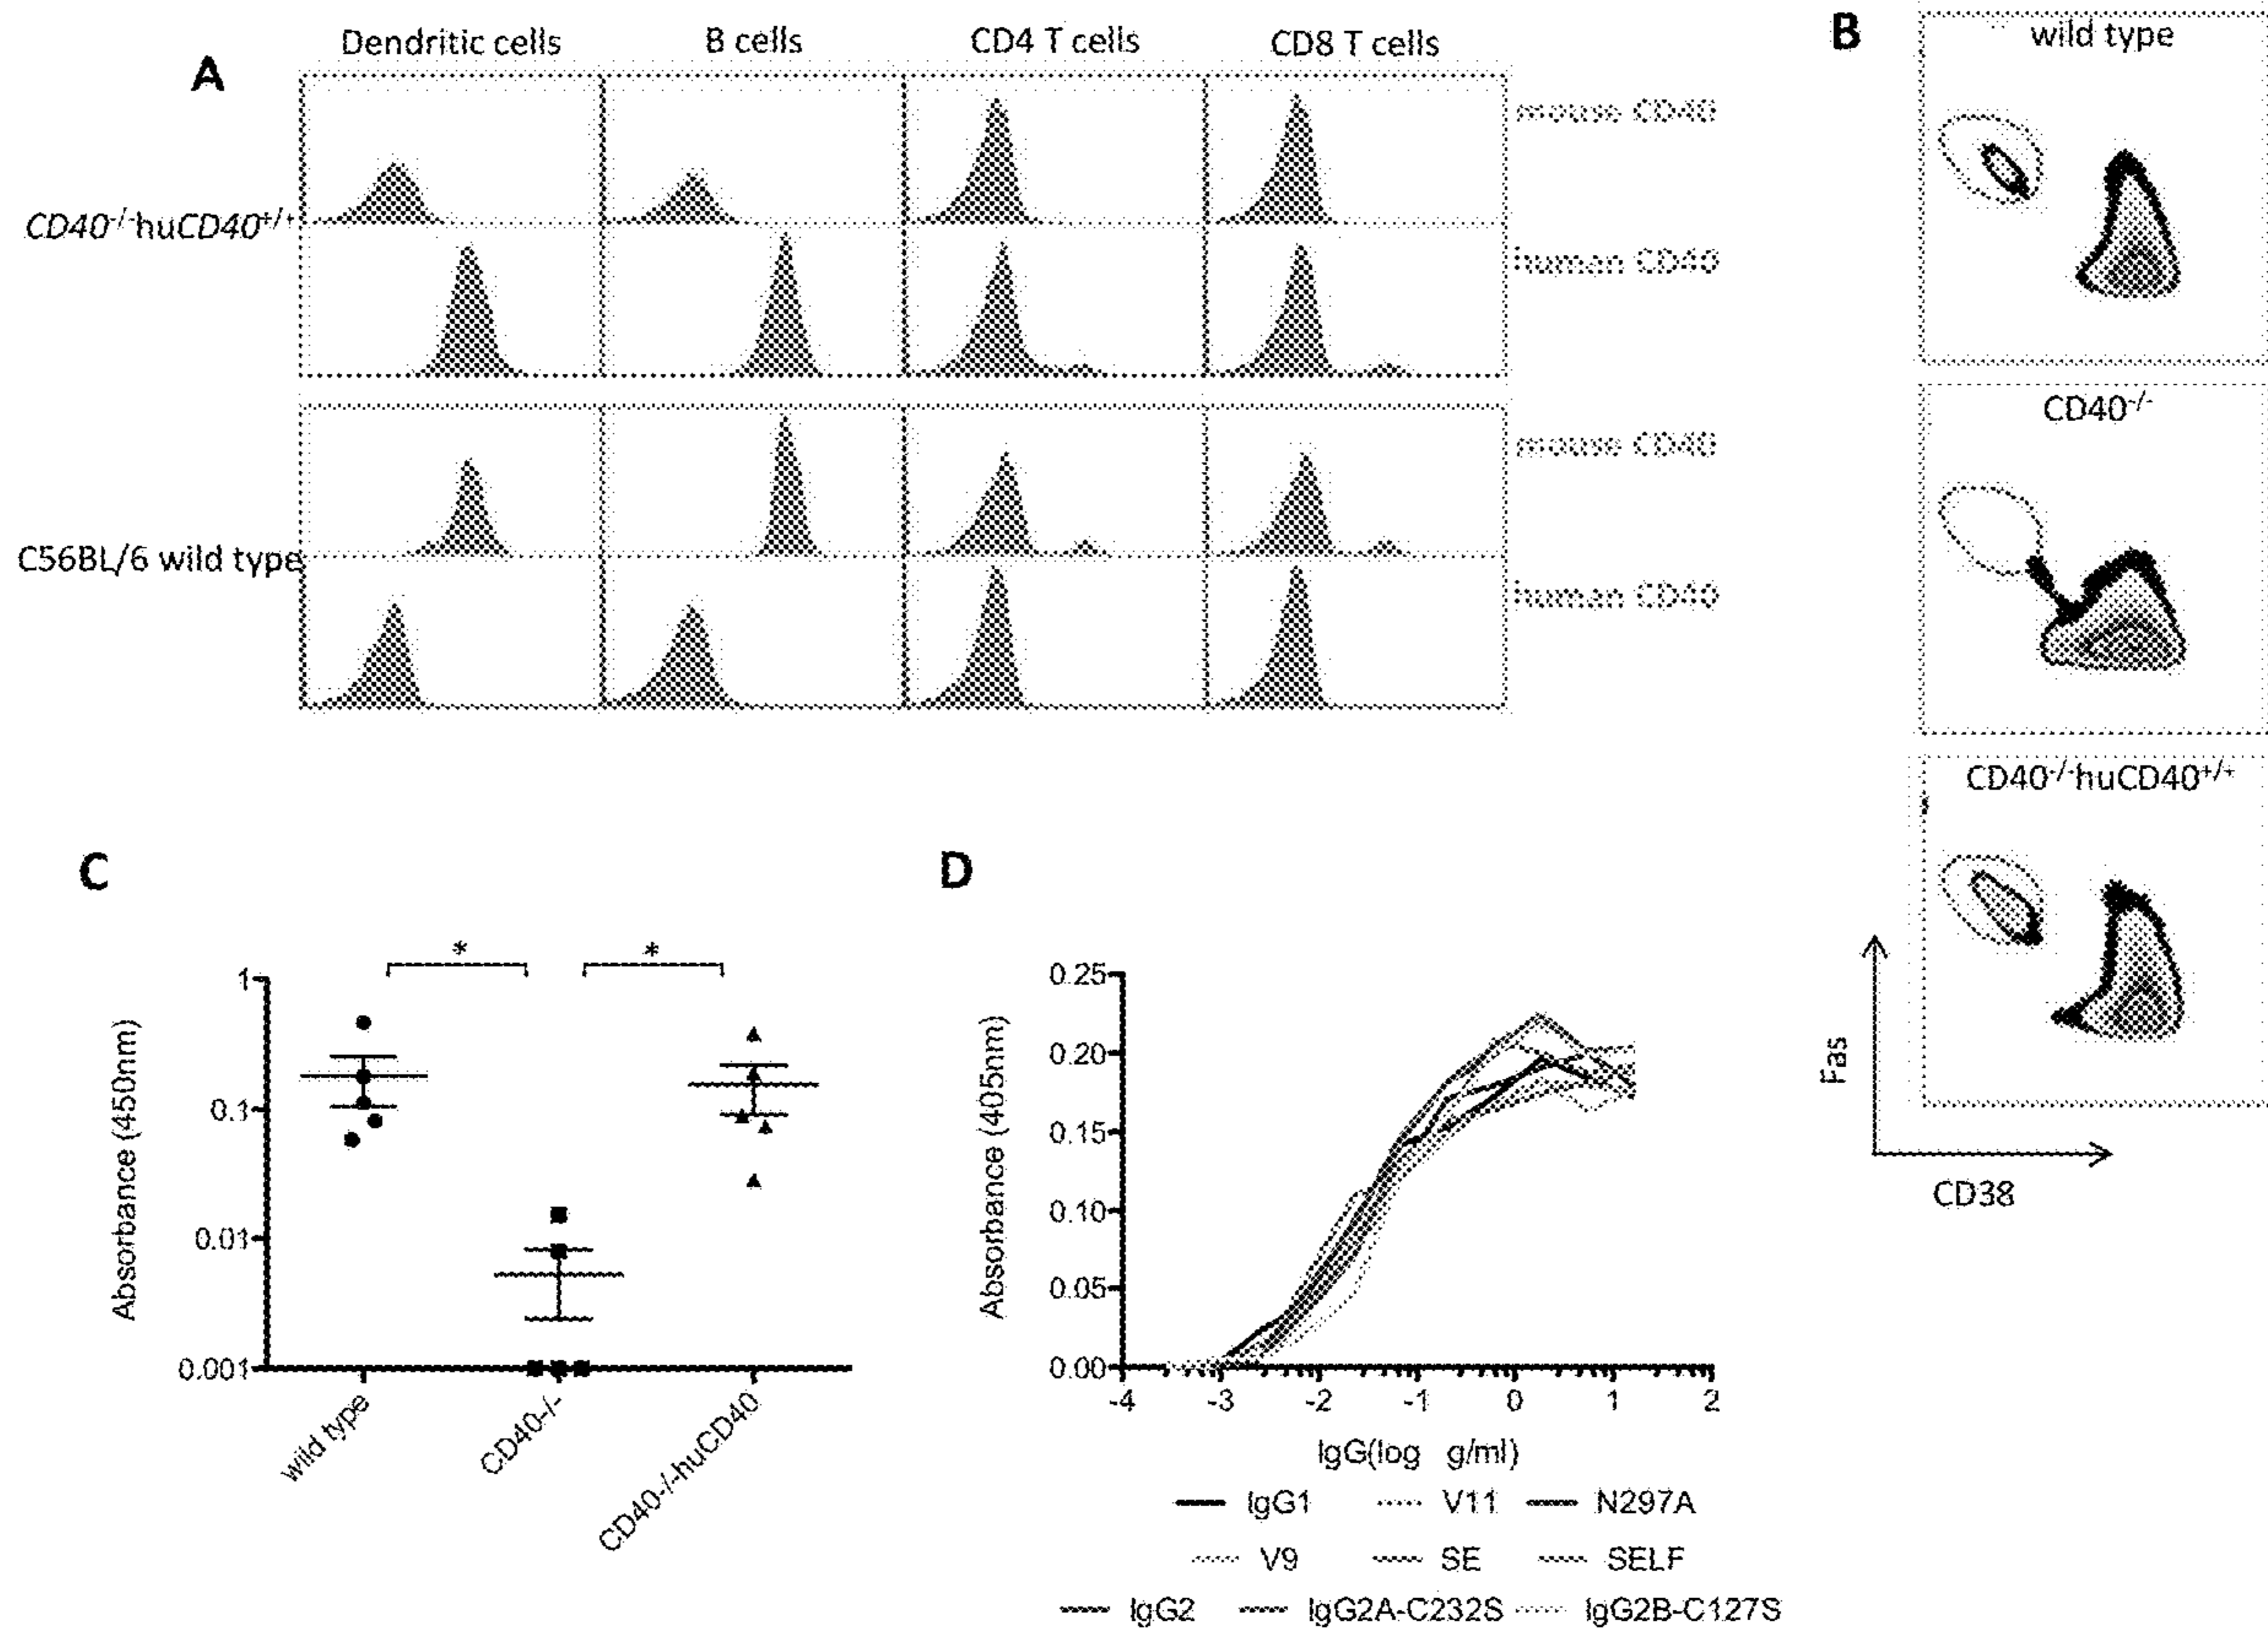 A
Dendritic cells B cells CD4 T cells CD8 T cells
mouse CD40
CD40-/-huCD40+/+
human CD40
mouse CD40
C56BL/6 wild type
human CD40
B
wild type
CD40-/-
CD40-/-huCD40+/+
Fas
CD38
C
* *
Absorbance (450nm)
1
0.1
0.01
0.001
wild type
CD40-/-
CD40-/-huCD40
D
Absorbance (405nm)
0.25
0.20
0.15
0.10
0.05
0.00
-4 -3 -2 -1 0 1 2
IgG(log g/ml)
IgG1 V11 N297A
V9 SE SELF
IgG2 IgG2A-C232S IgG2B-C127S